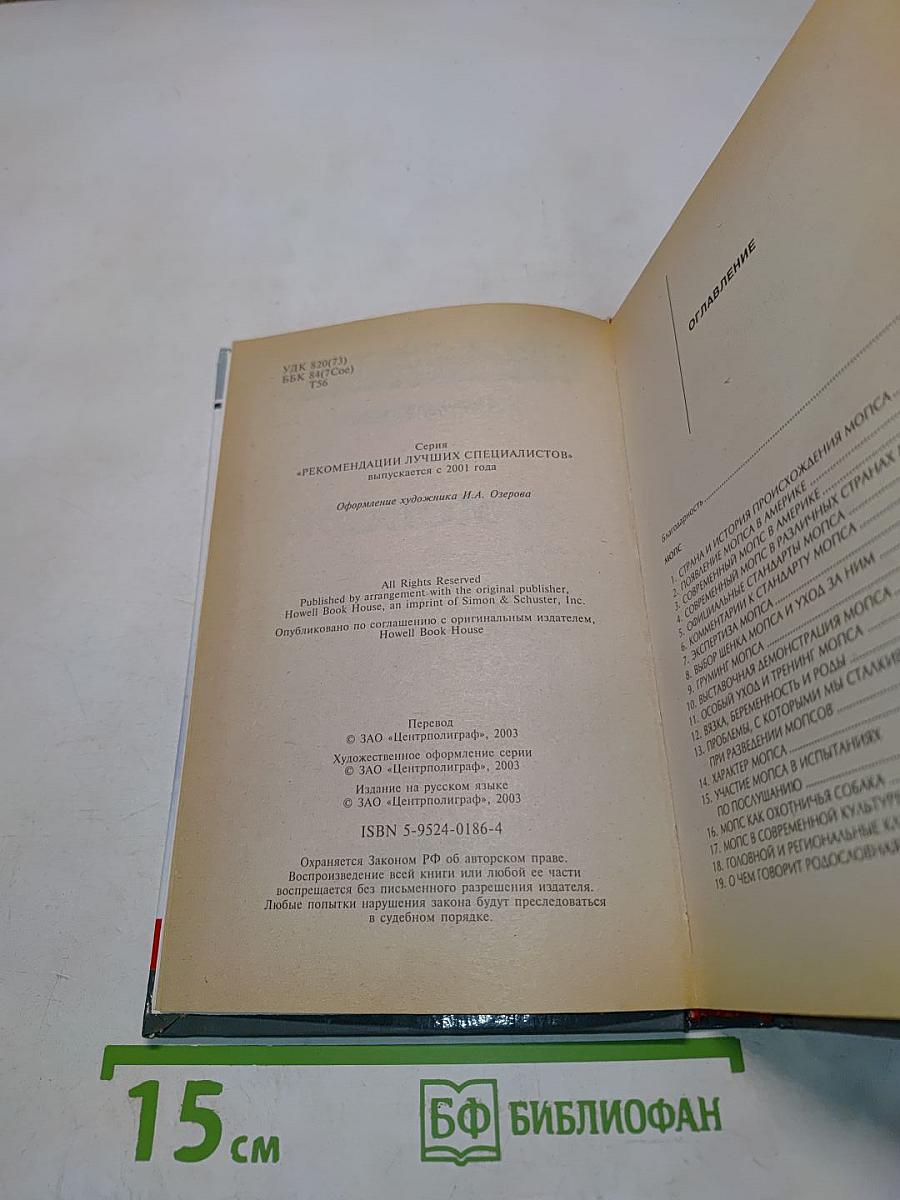 УДК 820(73)
ББК 84(7Сое)
Т56
Серия
«РЕКОМЕНДАЦИИ ЛУЧШИХ СПЕЦИАЛИСТОВ»
выпускается с 2001 года
Оформление художника И.А. Озерова
All Rights Reserved
Published by arrangement with the original publisher,
Howell Book House, an imprint of Simon & Schuster, Inc.
Опубликовано по соглашению с оригинальным издателем,
Howell Book House
Перевод
© ЗАО «Центрполиграф», 2003
Художественное оформление серии
© ЗАО «Центрполиграф», 2003
Издание на русском языке
© ЗАО «Центрполиграф», 2003
ISBN 5-9524-0186-4
Охраняется Законом РФ об авторском праве.
Воспроизведение всей книги или любой ее части
воспрещается без письменного разрешения издателя.
Любые попытки нарушения закона будут преследоваться
в судебном порядке.
ОГЛАВЛЕНИЕ
Благодарность
МОПС
1. СТРАНА И ИСТОРИЯ ПРОИСХОЖДЕНИЯ МОПСА
2. ПОЯВЛЕНИЕ МОПСА В АМЕРИКЕ
3. СОВРЕМЕННЫЙ МОПС В АМЕРИКЕ
4. СОВРЕМЕННЫЙ МОПС В РАЗЛИЧНЫХ СТРАНАХ
5. ОФИЦИАЛЬНЫЕ СТАНДАРТЫ МОПСА
6. КОММЕНТАРИИ К СТАНДАРТУ МОПСА
7. ЭКСПЕРТИЗА МОПСА
8. ВЫБОР ЩЕНКА МОПСА И УХОД ЗА НИМ
9. ГРУМИНГ МОПСА
10. ВЫСТАВОЧНАЯ ДЕМОНСТРАЦИЯ МОПСА
11. ОСОБЫЙ УХОД И ТРЕНИНГ МОПСА
12. ВЯЗКА, БЕРЕМЕННОСТЬ И РОДЫ
13. ПРОБЛЕМЫ, С КОТОРЫМИ МЫ СТАЛКИВ
ПРИ РАЗВЕДЕНИИ МОПСОВ
14. ХАРАКТЕР МОПСА
15. УЧАСТИЕ МОПСА В ИСПЫТАНИЯХ
ПО ПОСЛУШАНИЮ
16. МОПС КАК ОХОТНИЧЬЯ СОБАКА
17. МОПС В СОВРЕМЕННОЙ КУЛЬТУР
18. ГОЛОВНОЙ И РЕГИОНАЛЬНЫЕ КЛ
19. О ЧЕМ ГОВОРИТ РОДОСЛОВНАЯ
15 см
БФ БИБЛИОФАН